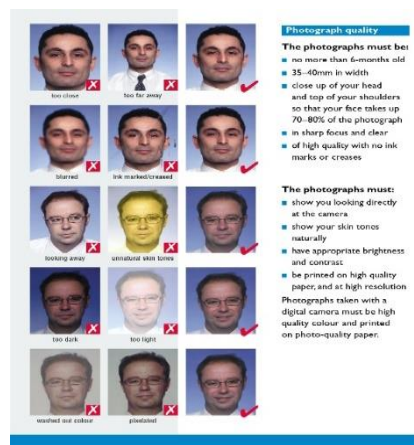 too close
too far away
blurred
Ink marked/creased
looking away
unnatural skin tones
too dark
too light
washed out colour
pixelated
Photograph quality
The photographs must be:
no more than 6-months old
35–40mm in width
close up of your head
and top of your shoulders
so that your face takes up
70–80% of the photograph
in sharp focus and clear
of high quality with no ink
marks or creases
The photographs must:
show you looking directly
at the camera
show your skin tones
naturally
have appropriate brightness
and contrast
be printed on high quality
paper, and at high resolution
Photographs taken with a
digital camera must be high
quality colour and printed
on photo-quality paper.